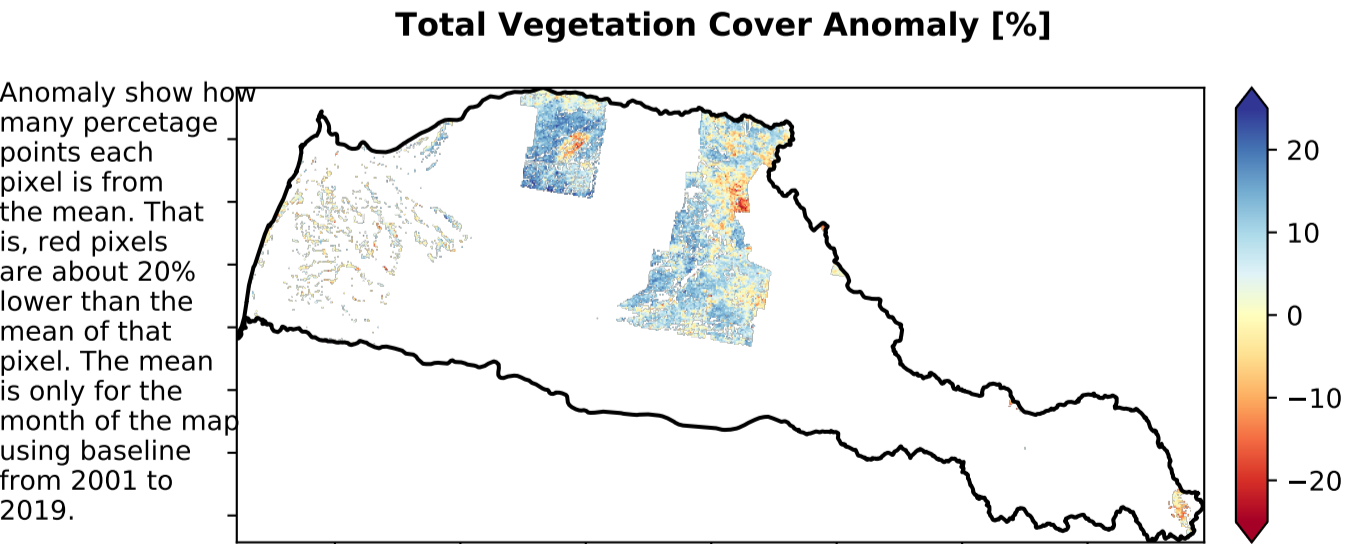 Total Vegetation Cover Anomaly [%]
Anomaly show how
many percetage
points each
pixel is from
the mean. That
is, red pixels
are about 20%
lower than the
mean of that
pixel. The mean
is only for the
month of the map
using baseline
from 2001 to
2019.
20
10
0
−10
−20